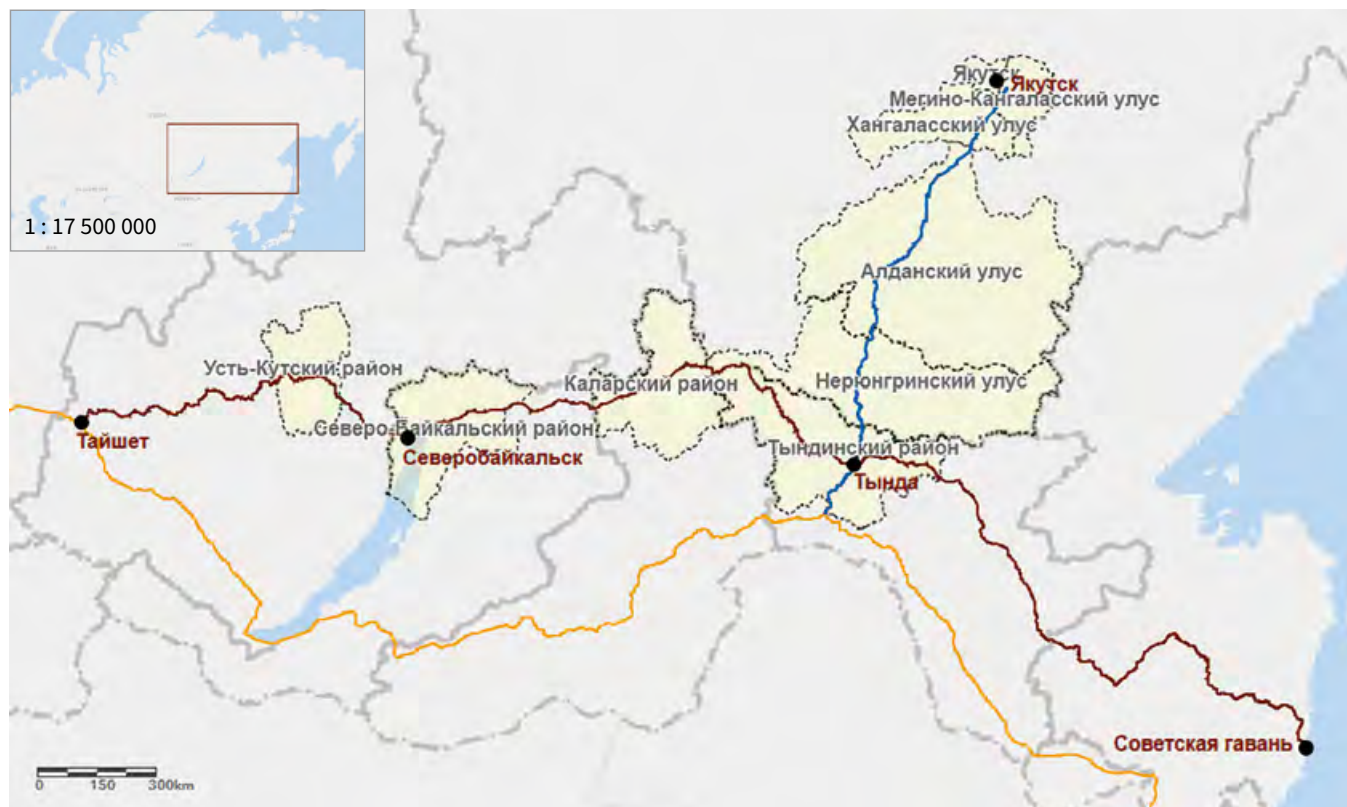 1 : 17 500 000
Якутск
Якутск
Мегино-Кангаласский улус
Хангаласский улус
Алданский улус
Усть-Кутский район
Каларский район
Нерюнгринский улус
Северо-Байкальский район
Тайшет
Северобайкальск
Тындинский район
Тында
Советская гавань
0 150 300km